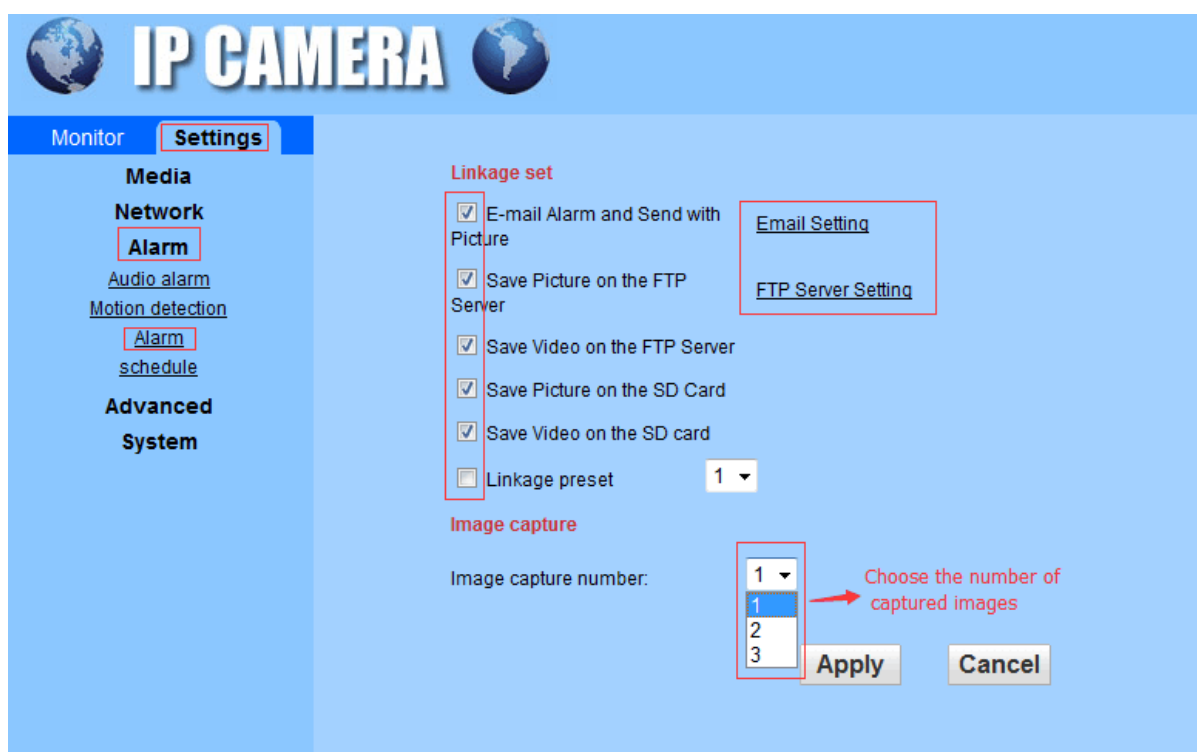 IP CAMERA
Monitor
Settings
Media
Network
Alarm
Audio alarm
Motion detection
Alarm
schedule
Advanced
System
Linkage set
E-mail Alarm and Send with
Picture
Email Setting
Save Picture on the FTP
Server
FTP Server Setting
Save Video on the FTP Server
Save Picture on the SD Card
Save Video on the SD card
Linkage preset
1
Image capture
Image capture number:
1
1
2
3
Choose the number of
captured images
Apply
Cancel